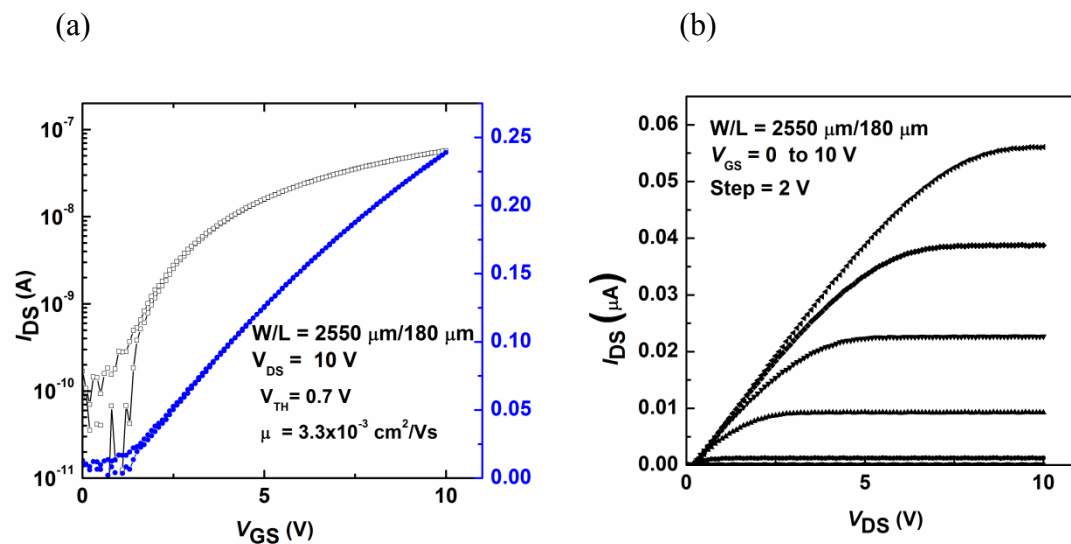 (a)
(b)
10⁻⁷
10⁻⁸
10⁻⁹
10⁻¹⁰
10⁻¹¹
I_DS (A)
0.25
0.20
0.15
0.10
0.05
0.00
W/L = 2550 μm/180 μm
V_DS = 10 V
V_TH = 0.7 V
μ = 3.3x10⁻³ cm²/Vs
0
5
10
V_GS (V)
0.06
0.05
0.04
0.03
0.02
0.01
0.00
I_DS (μA)
W/L = 2550 μm/180 μm
V_GS = 0 to 10 V
Step = 2 V
0
5
10
V_DS (V)